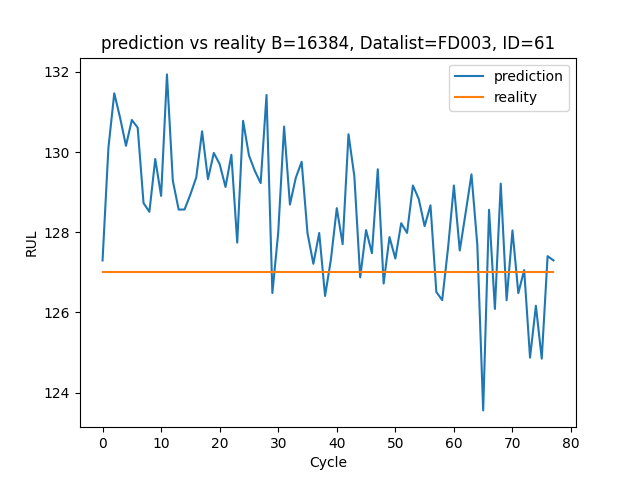 prediction vs reality B=16384, Datalist=FD003, ID=61
prediction
reality
RUL
132
130
128
126
124
0 10 20 30 40 50 60 70 80
Cycle